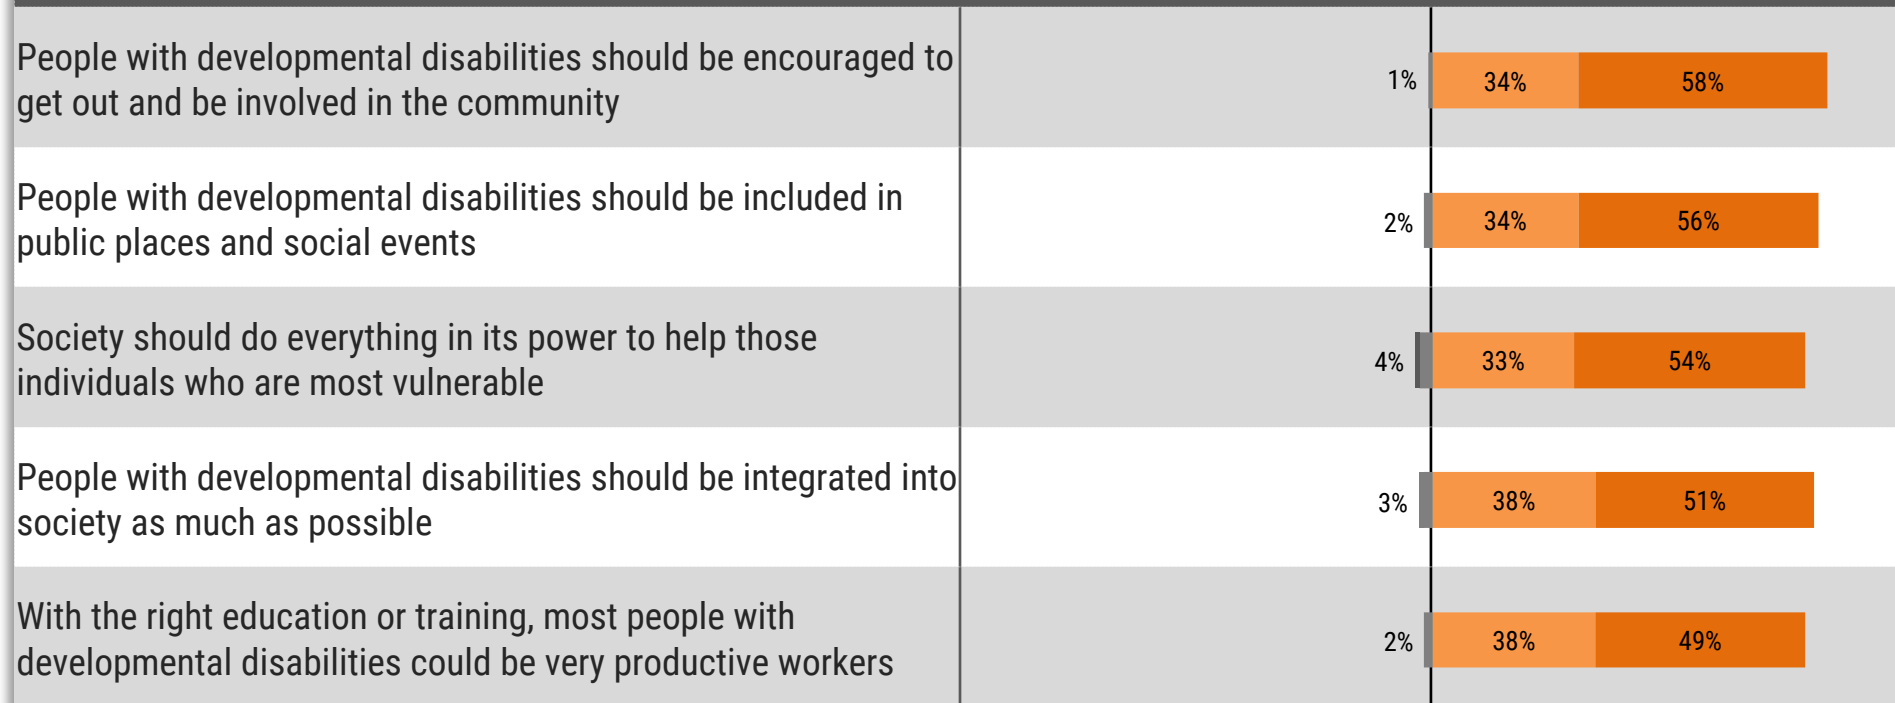 People with developmental disabilities should be encouraged to
get out and be involved in the community
1% 34% 58%
People with developmental disabilities should be included in
public places and social events
2% 34% 56%
Society should do everything in its power to help those
individuals who are most vulnerable
4% 33% 54%
People with developmental disabilities should be integrated into
society as much as possible
3% 38% 51%
With the right education or training, most people with
developmental disabilities could be very productive workers
2% 38% 49%